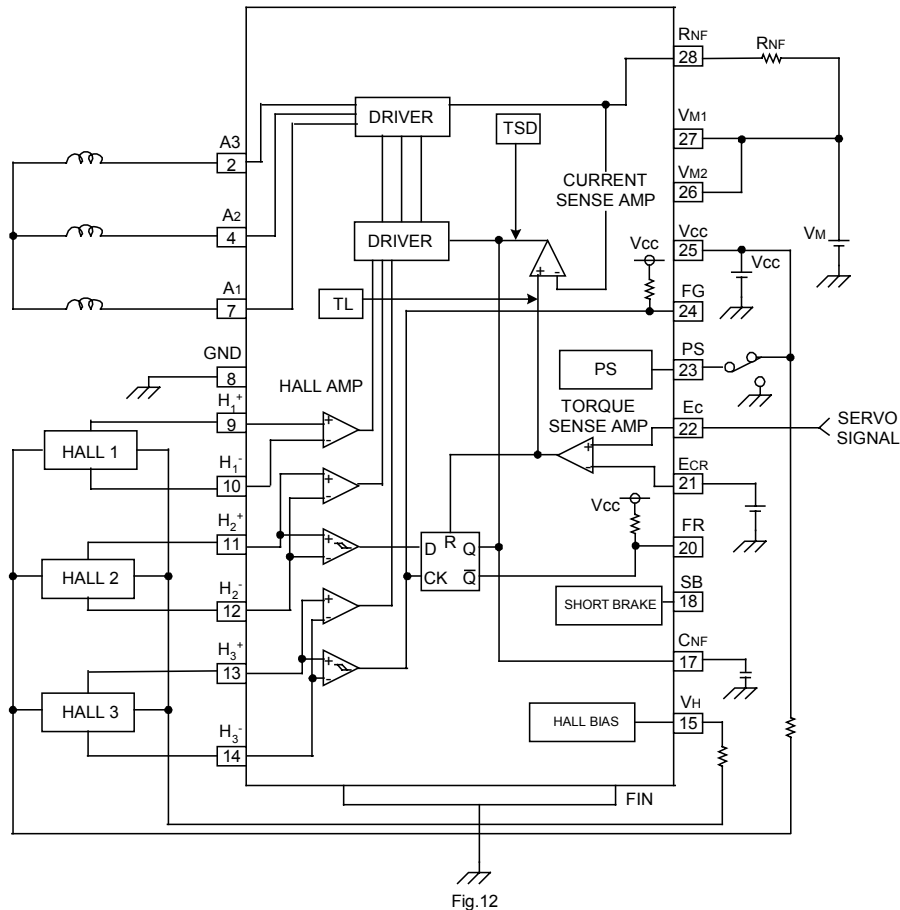 RNF
28
RNF
DRIVER
TSD
VM1
27
A3
2
CURRENT
SENSE AMP
VM2
26
A2
4
DRIVER
Vcc
Vcc
25
VM
+
-
Vcc
A1
7
TL
FG
24
GND
8
PS
PS
23
HALL AMP
H1+
9
+
-
TORQUE
SENSE AMP
EC
22
SERVO
SIGNAL
HALL 1
+
-
H1-
10
ECR
21
+
-
Vcc
H2+
11
+
-
D
R
Q
CK
Q
FR
20
HALL 2
H2-
12
SB
18
SHORT BRAKE
+
-
CNF
17
H3+
13
+
-
HALL 3
VH
15
HALL BIAS
H3-
14
FIN
Fig.12